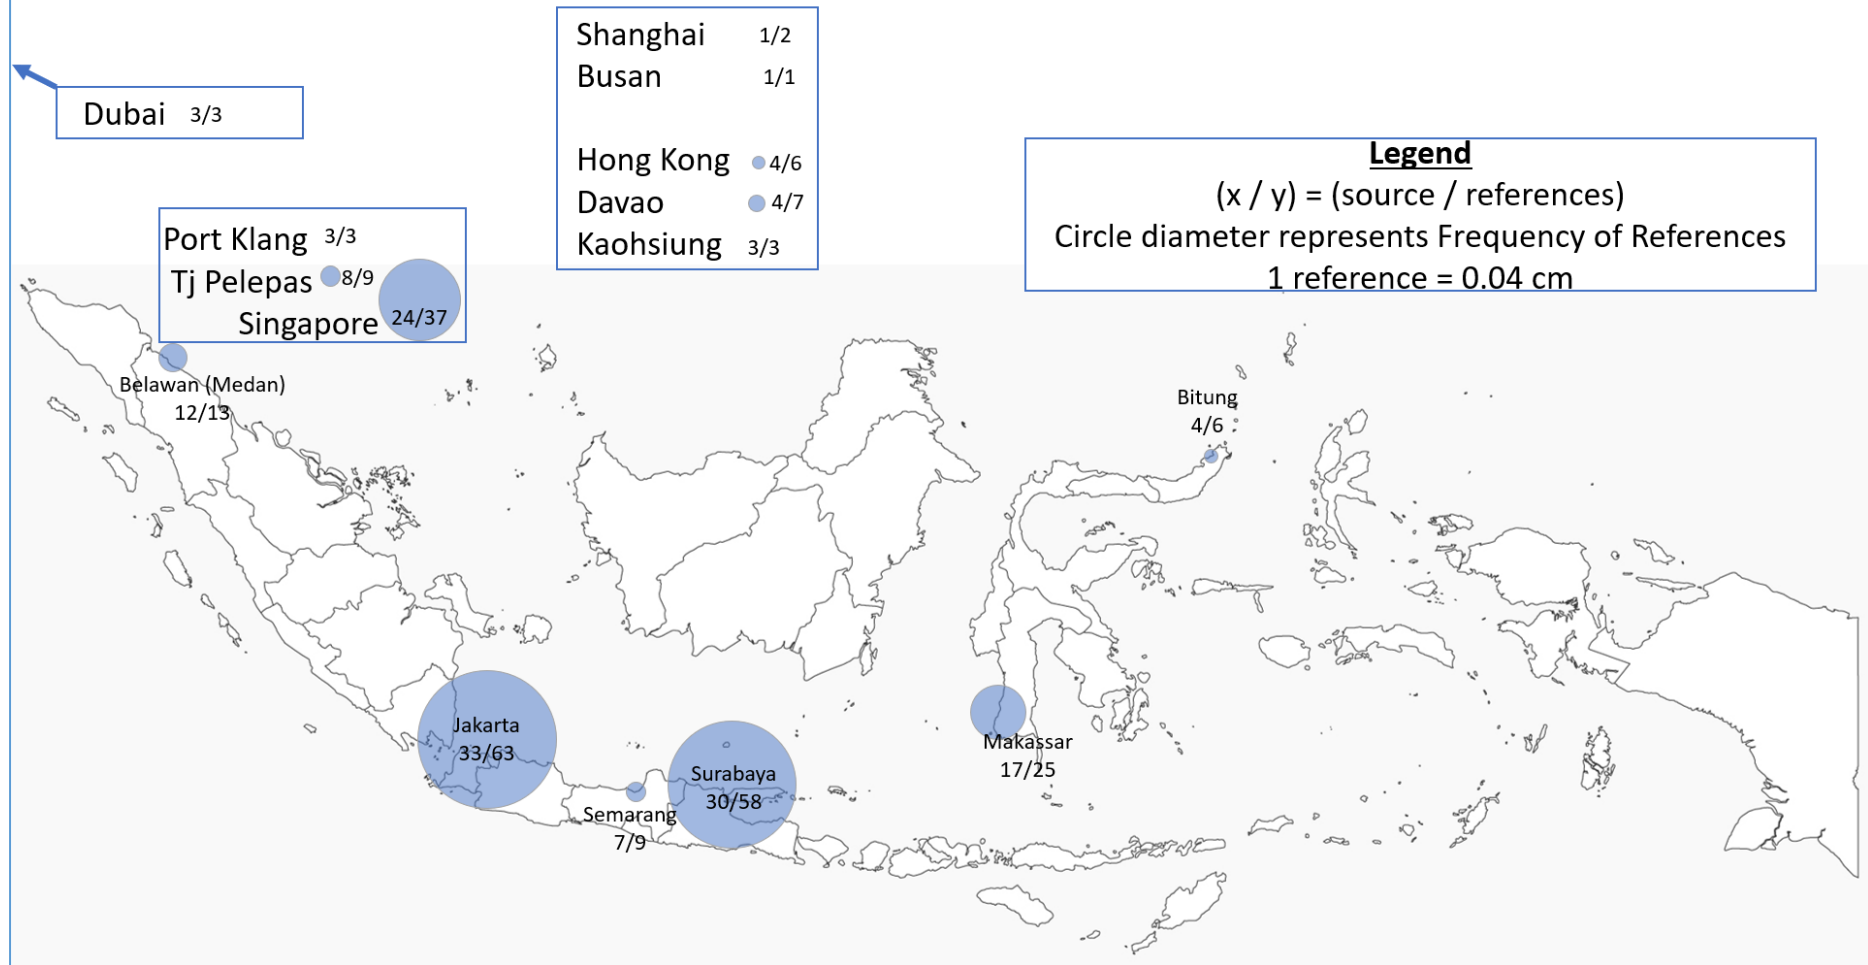 Shanghai 1/2
Busan 1/1
Dubai 3/3
Hong Kong 4/6
Davao 4/7
Kaohsiung 3/3
Legend
(x / y) = (source / references)
Circle diameter represents Frequency of References
1 reference = 0.04 cm
Port Klang 3/3
Tj Pelepas 8/9
Singapore 24/37
Belawan (Medan)
12/13
Bitung
4/6
Jakarta
33/63
Makassar
17/25
Surabaya
30/58
Semarang
7/9